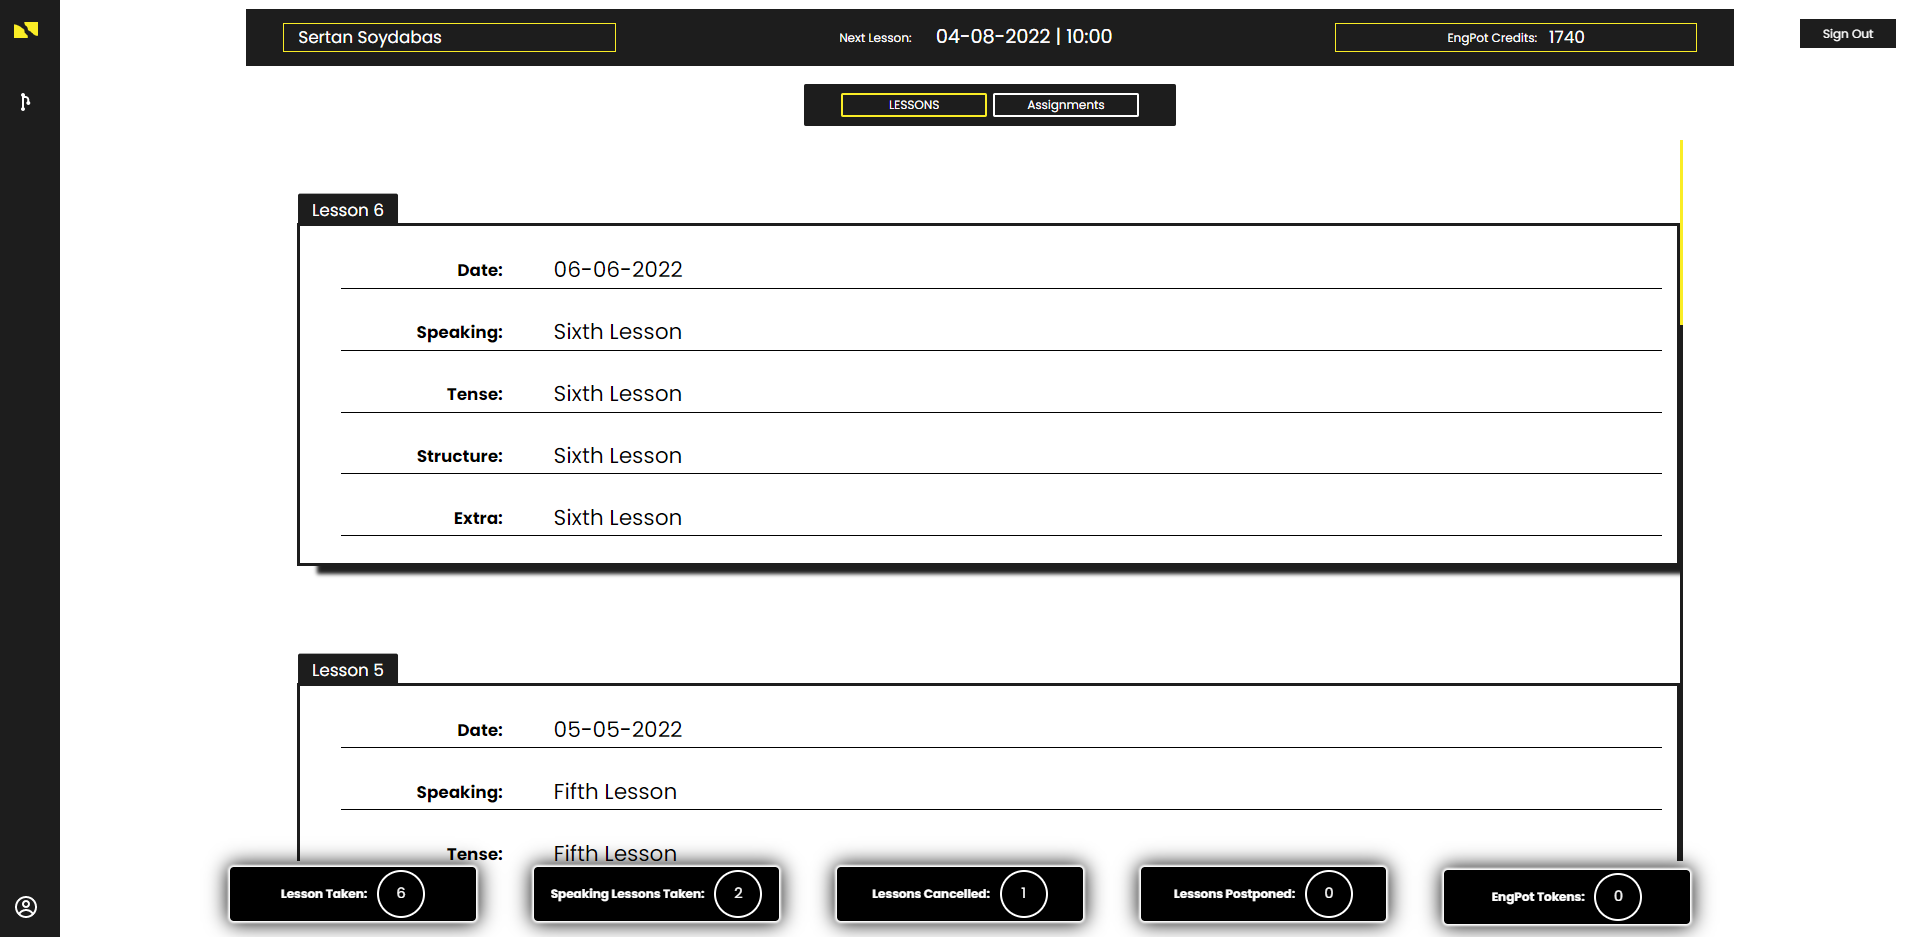 Sertan Soydabas
Next Lesson: 04-08-2022 | 10:00
EngPot Credits: 1740
Sign Out
LESSONS
Assignments
Lesson 6
Date: 06-06-2022
Speaking: Sixth Lesson
Tense: Sixth Lesson
Structure: Sixth Lesson
Extra: Sixth Lesson
Lesson 5
Date: 05-05-2022
Speaking: Fifth Lesson
Tense: Fifth Lesson
Lesson Taken: 6
Speaking Lessons Taken: 2
Lessons Cancelled: 1
Lessons Postponed: 0
EngPot Tokens: 0